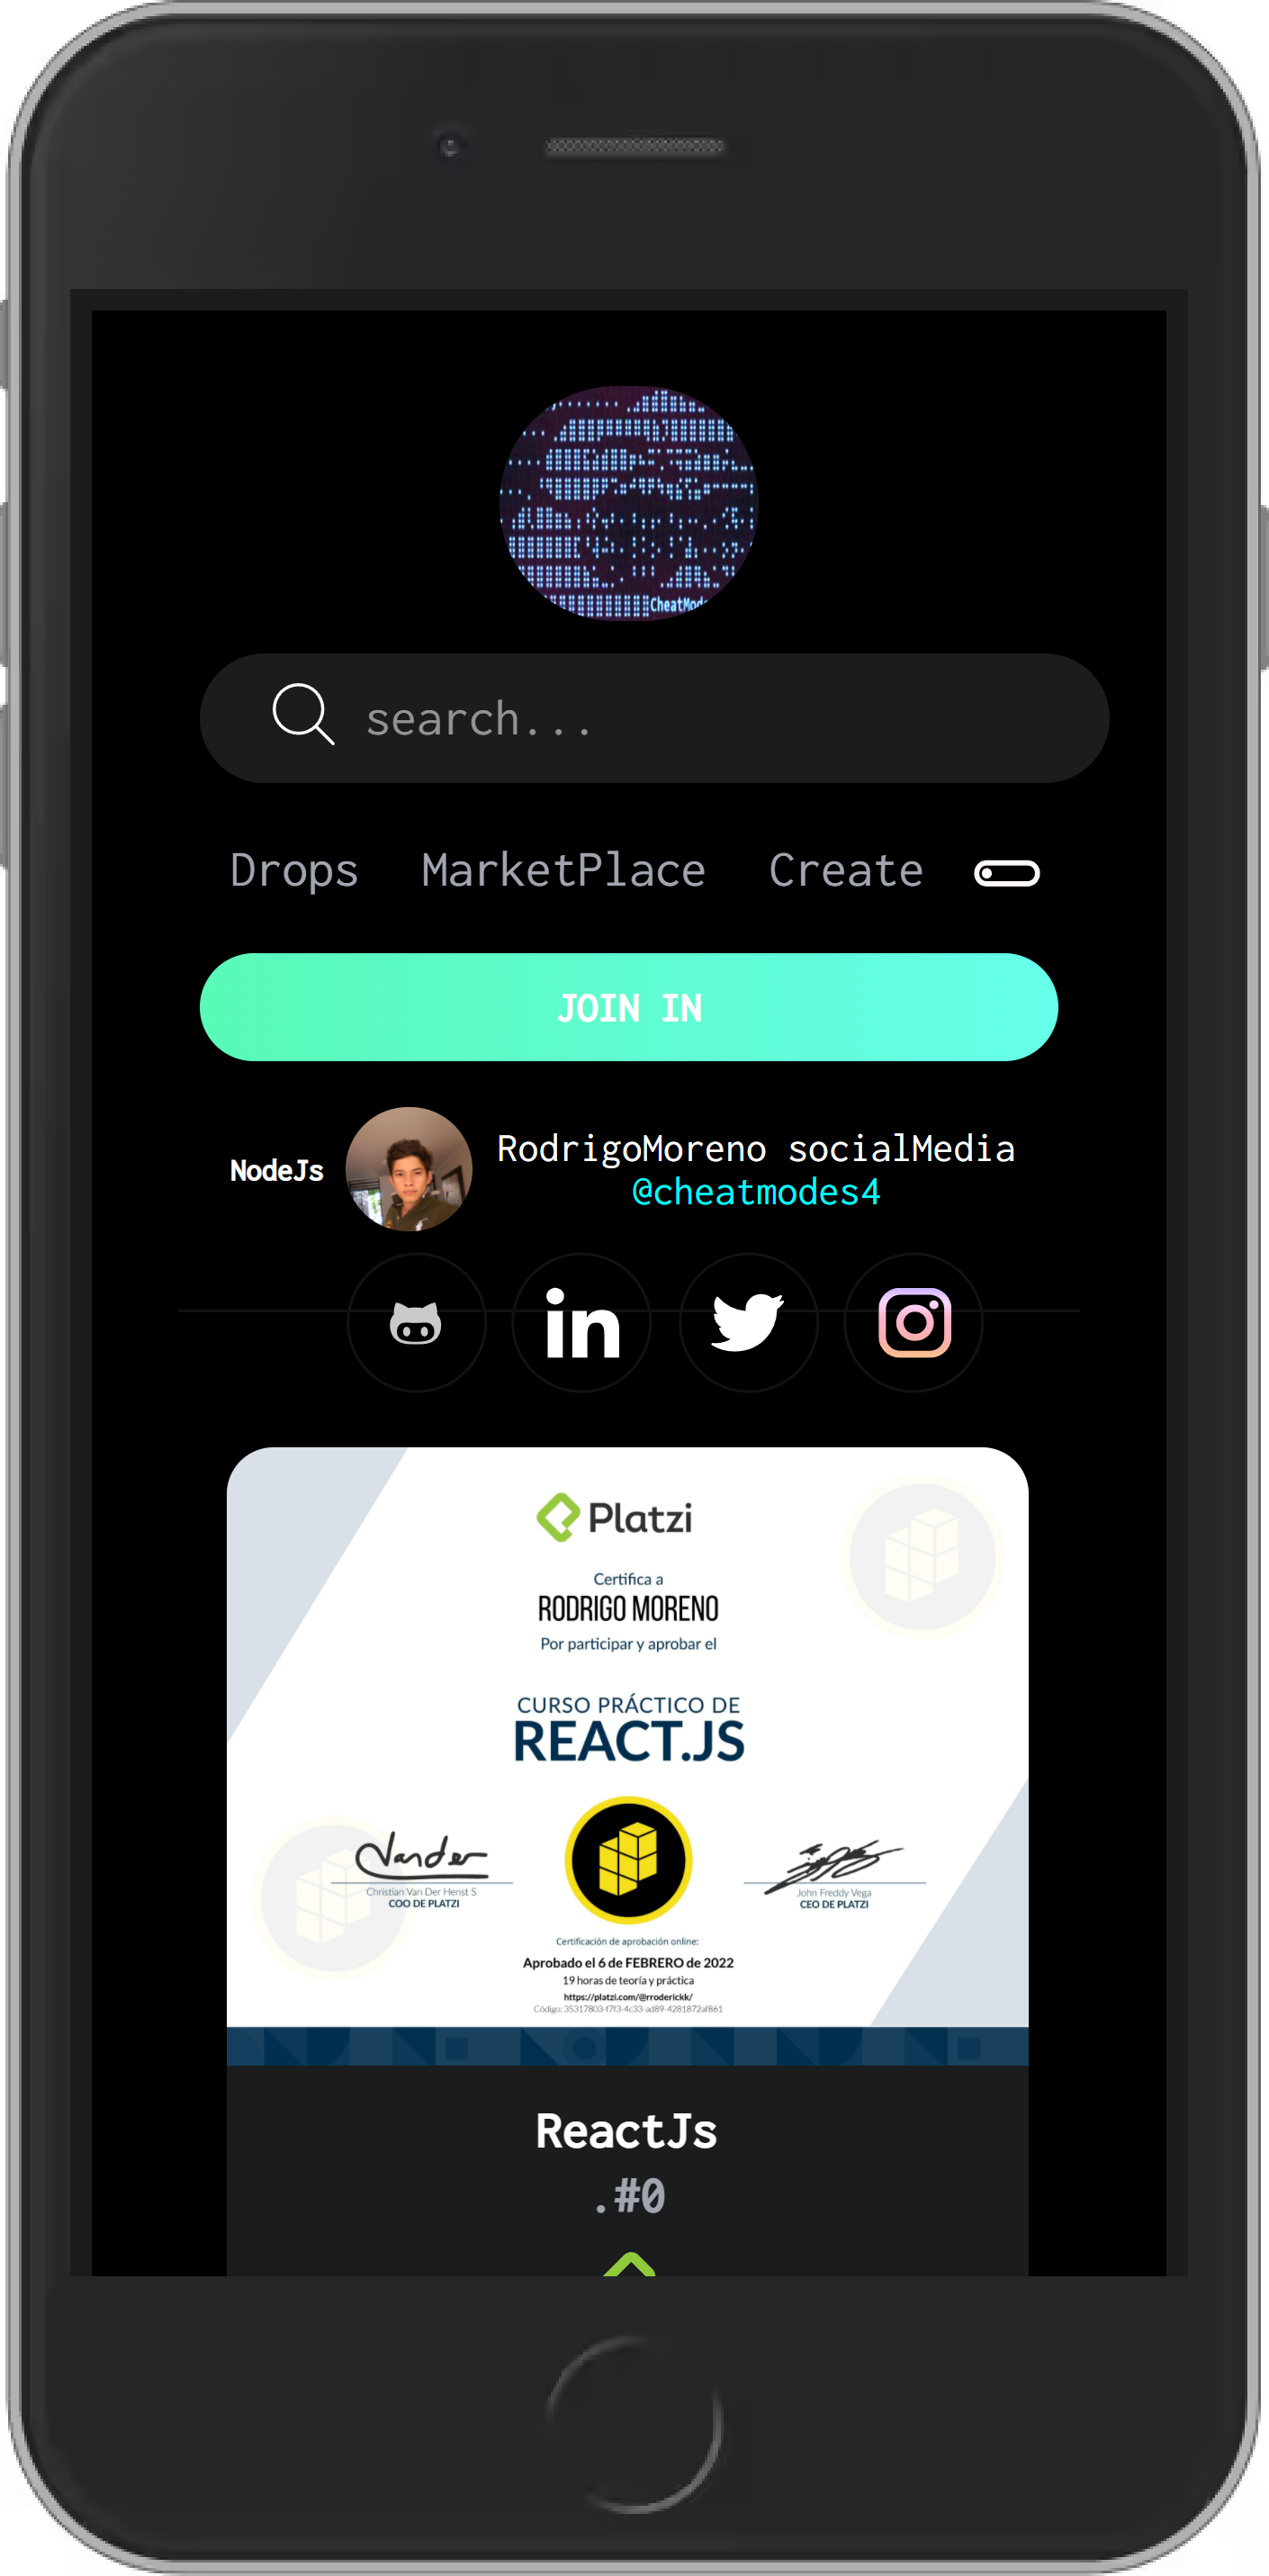 CheatMod
search...
Drops MarketPlace Create
JOIN IN
NodeJs
RodrigoMoreno socialMedia
@cheatmodes4
in
Platzi
Certifica a
RODRIGO MORENO
Por participar y aprobar el
CURSO PRÁCTICO DE
REACT.JS
Christian Van Der Henst S
COO DE PLATZI
John Freddy Vega
CEO DE PLATZI
Certificación de aprobación online:
Aprobado el 6 de FEBRERO de 2022
19 horas de teoría y práctica
https://platzi.com/@rroderickk/
Código: 35317803-f7f3-4c33-ad89-4281872af861
ReactJs
.#0